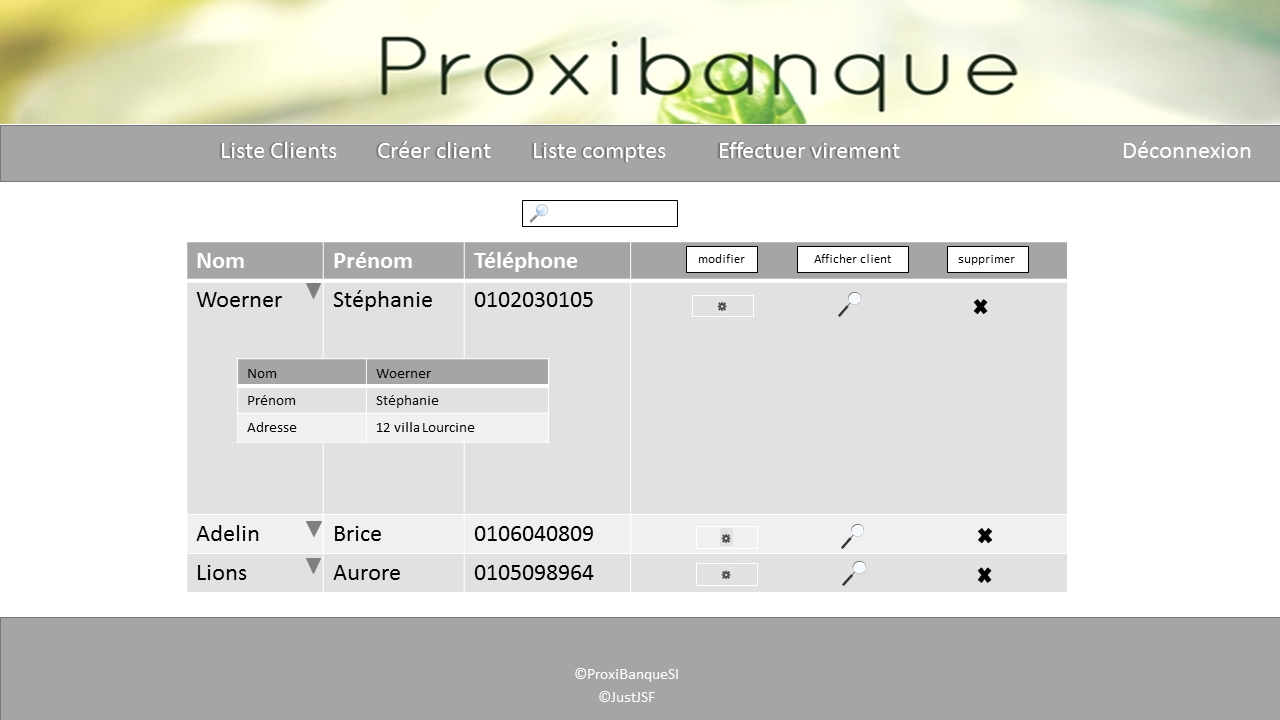 Proxibanque
Liste Clients Créer client Liste comptes Effectuer virement Déconnexion
Nom Prénom Téléphone modifier Afficher client supprimer
Woerner Stéphanie 0102030105
Nom Woerner
Prénom Stéphanie
Adresse 12 villa Lourcine
Adelin Brice 0106040809
Lions Aurore 0105098964
©ProxiBanqueSI
©JustJSF